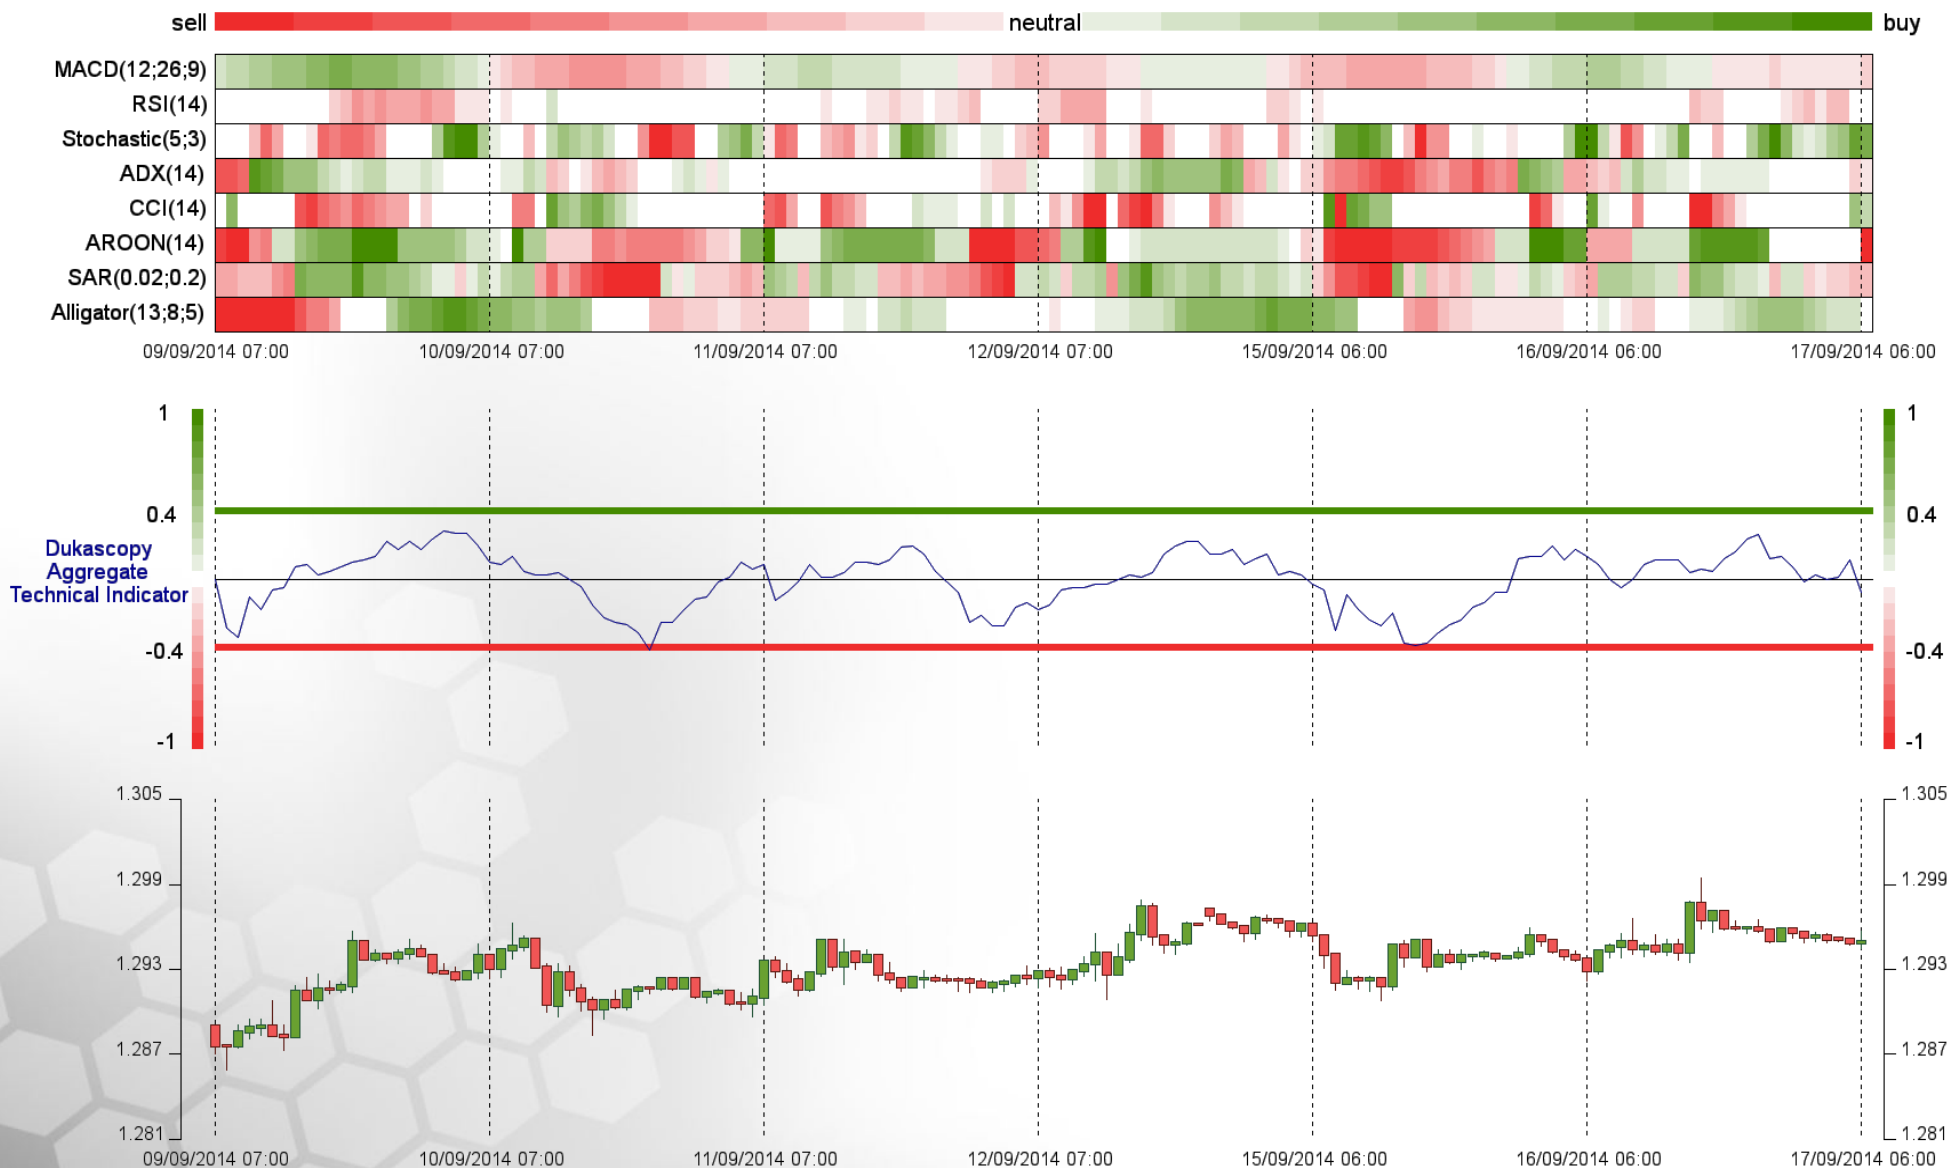 sell neutral buy
MACD(12;26;9)
RSI(14)
Stochastic(5;3)
ADX(14)
CCI(14)
AROON(14)
SAR(0.02;0.2)
Alligator(13;8;5)
09/09/2014 07:00 10/09/2014 07:00 11/09/2014 07:00 12/09/2014 07:00 15/09/2014 06:00 16/09/2014 06:00 17/09/2014 06:00
1 1
0.4 0.4
Dukascopy
Aggregate
Technical Indicator
-0.4 -0.4
-1 -1
1.305 1.305
1.299 1.299
1.293 1.293
1.287 1.287
1.281 1.281
09/09/2014 07:00 10/09/2014 07:00 11/09/2014 07:00 12/09/2014 07:00 15/09/2014 06:00 16/09/2014 06:00 17/09/2014 06:00